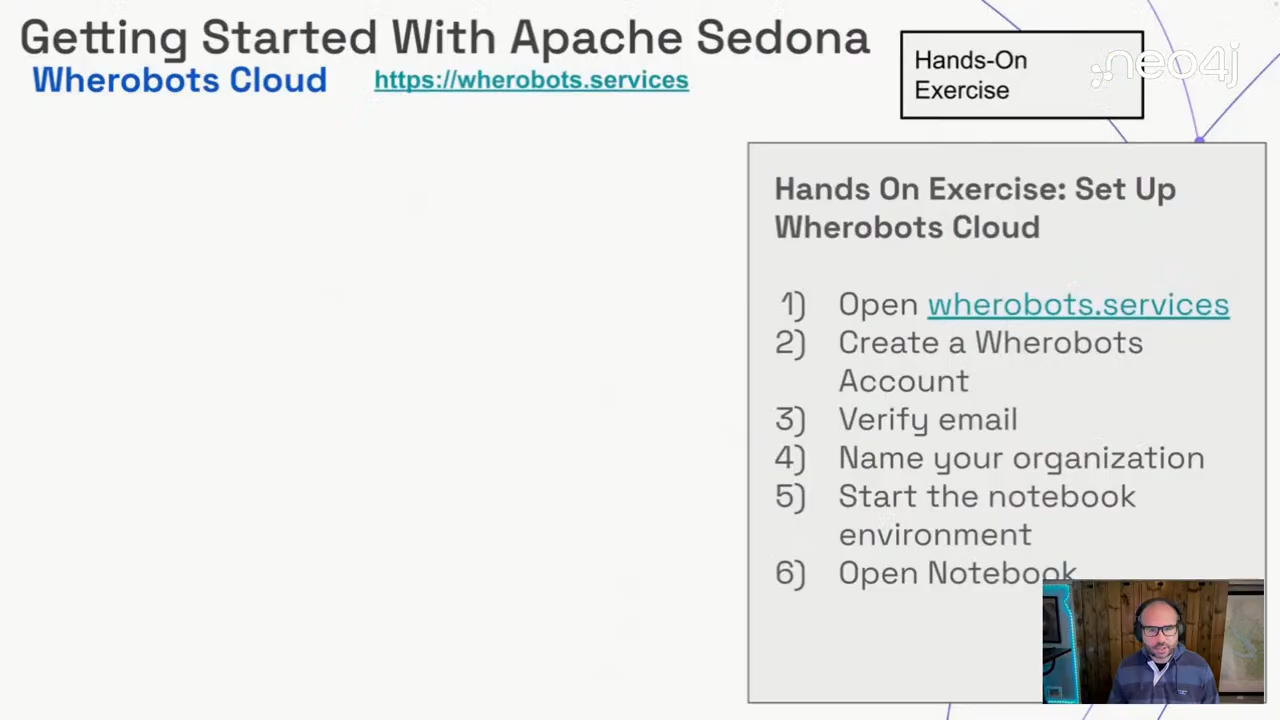 Getting Started With Apache Sedona
Wherobots Cloud https://wherobots.services
Hands-On
Exercise
neo4j
Hands On Exercise: Set Up
Wherobots Cloud
1) Open wherobots.services
2) Create a Wherobots
Account
3) Verify email
4) Name your organization
5) Start the notebook
environment
6) Open Notebook